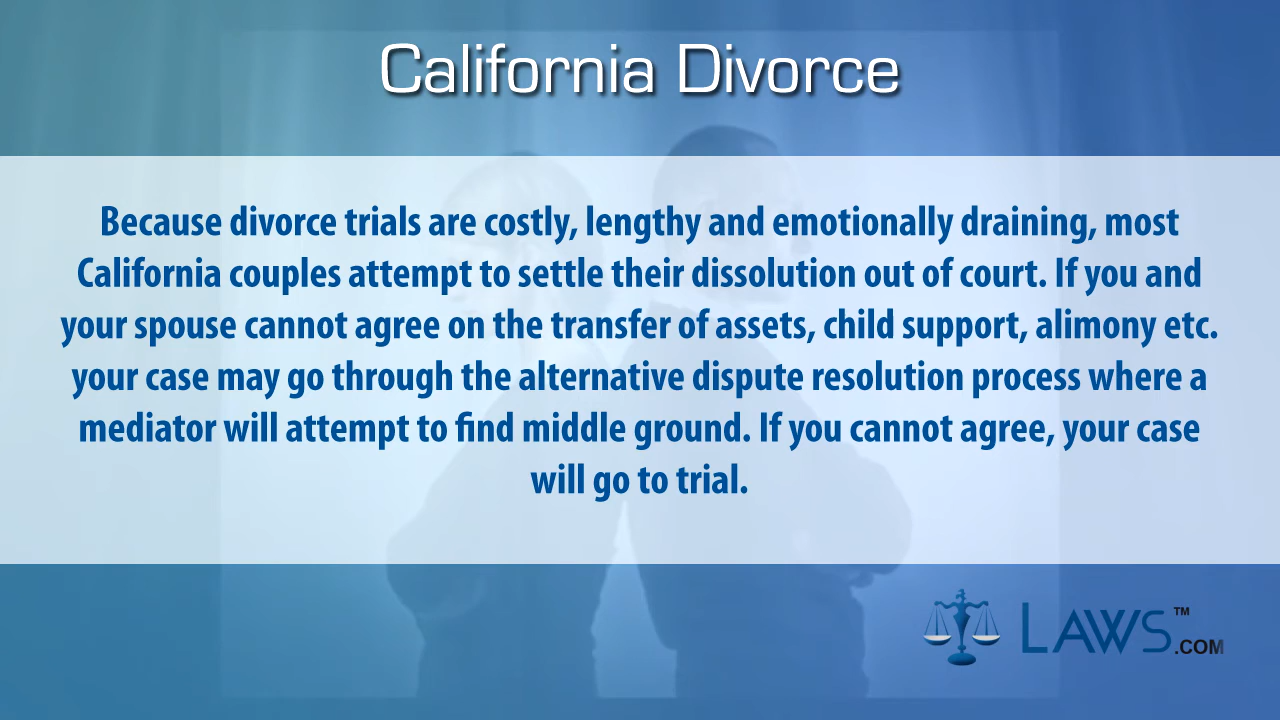 California Divorce
Because divorce trials are costly, lengthy and emotionally draining, most
California couples attempt to settle their dissolution out of court. If you and
your spouse cannot agree on the transfer of assets, child support, alimony etc.
your case may go through the alternative dispute resolution process where a
mediator will attempt to find middle ground. If you cannot agree, your case
will go to trial.
LAWS™.COM